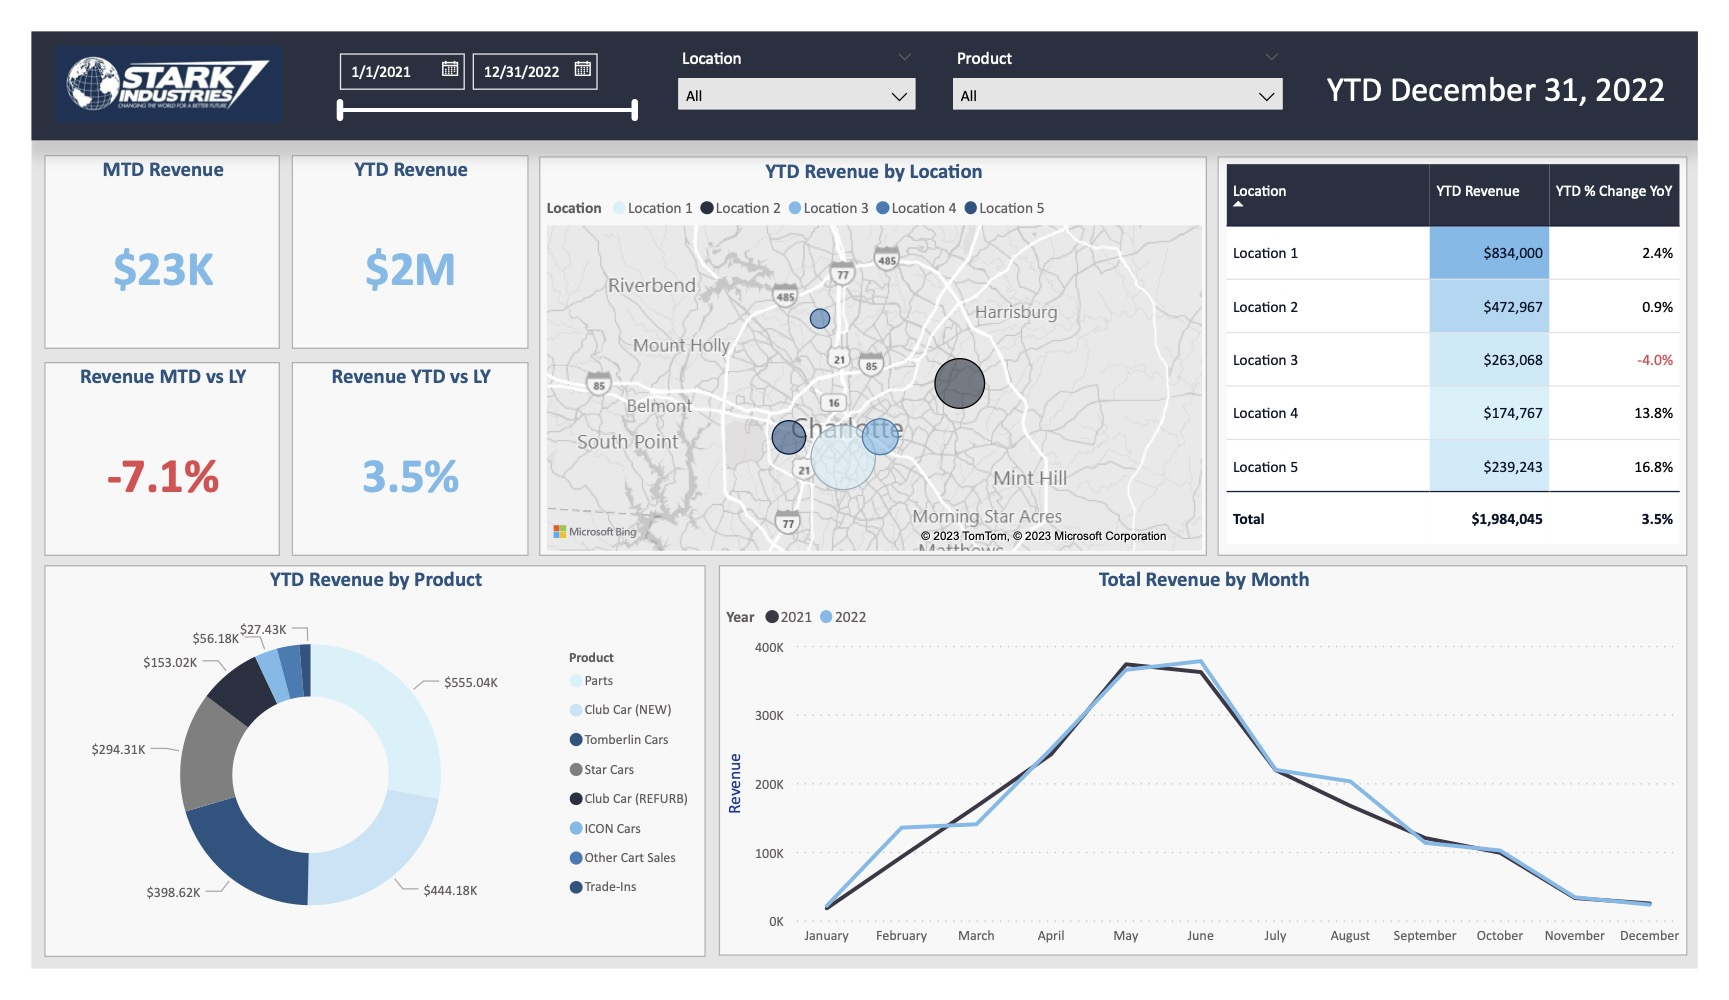 STARK
INDUSTRIES
CHANGING THE WORLD FOR A BETTER FUTURE
1/1/2021
12/31/2022
Location
All
Product
All
YTD December 31, 2022
MTD Revenue
$23K
YTD Revenue
$2M
Revenue MTD vs LY
-7.1%
Revenue YTD vs LY
3.5%
YTD Revenue by Location
Location Location 1 Location 2 Location 3 Location 4 Location 5
77
485
Riverbend
485
Harrisburg
Mount Holly
21
85
85
16
Belmont
Charlotte
South Point
21
Mint Hill
77
Morning Star Acres
Microsoft Bing
© 2023 TomTom, © 2023 Microsoft Corporation
Matthews
Location YTD Revenue YTD % Change YoY
Location 1 $834,000 2.4%
Location 2 $472,967 0.9%
Location 3 $263,068 -4.0%
Location 4 $174,767 13.8%
Location 5 $239,243 16.8%
Total $1,984,045 3.5%
YTD Revenue by Product
$27.43K
$56.18K
$153.02K
$555.04K
$294.31K
$398.62K
$444.18K
Product
Parts
Club Car (NEW)
Tomberlin Cars
Star Cars
Club Car (REFURB)
ICON Cars
Other Cart Sales
Trade-Ins
Total Revenue by Month
Year 2021 2022
Revenue
400K
300K
200K
100K
0K
January February March April May June July August September October November December